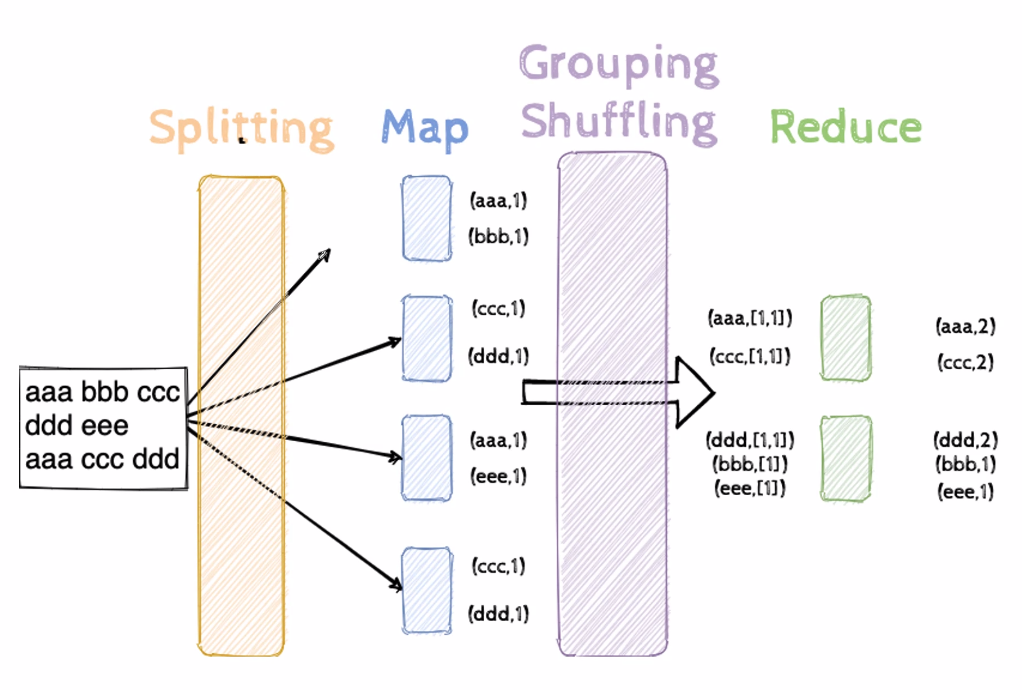 Grouping
Shuffling
Splitting
Map
Reduce
aaa bbb ccc
ddd eee
aaa ccc ddd
(aaa,1)
(bbb,1)
(ccc,1)
(ddd,1)
(aaa,1)
(eee,1)
(ccc,1)
(ddd,1)
(aaa,[1,1])
(ccc,[1,1])
(ddd,[1,1])
(bbb,[1])
(eee,[1])
(aaa,2)
(ccc,2)
(ddd,2)
(bbb,1)
(eee,1)